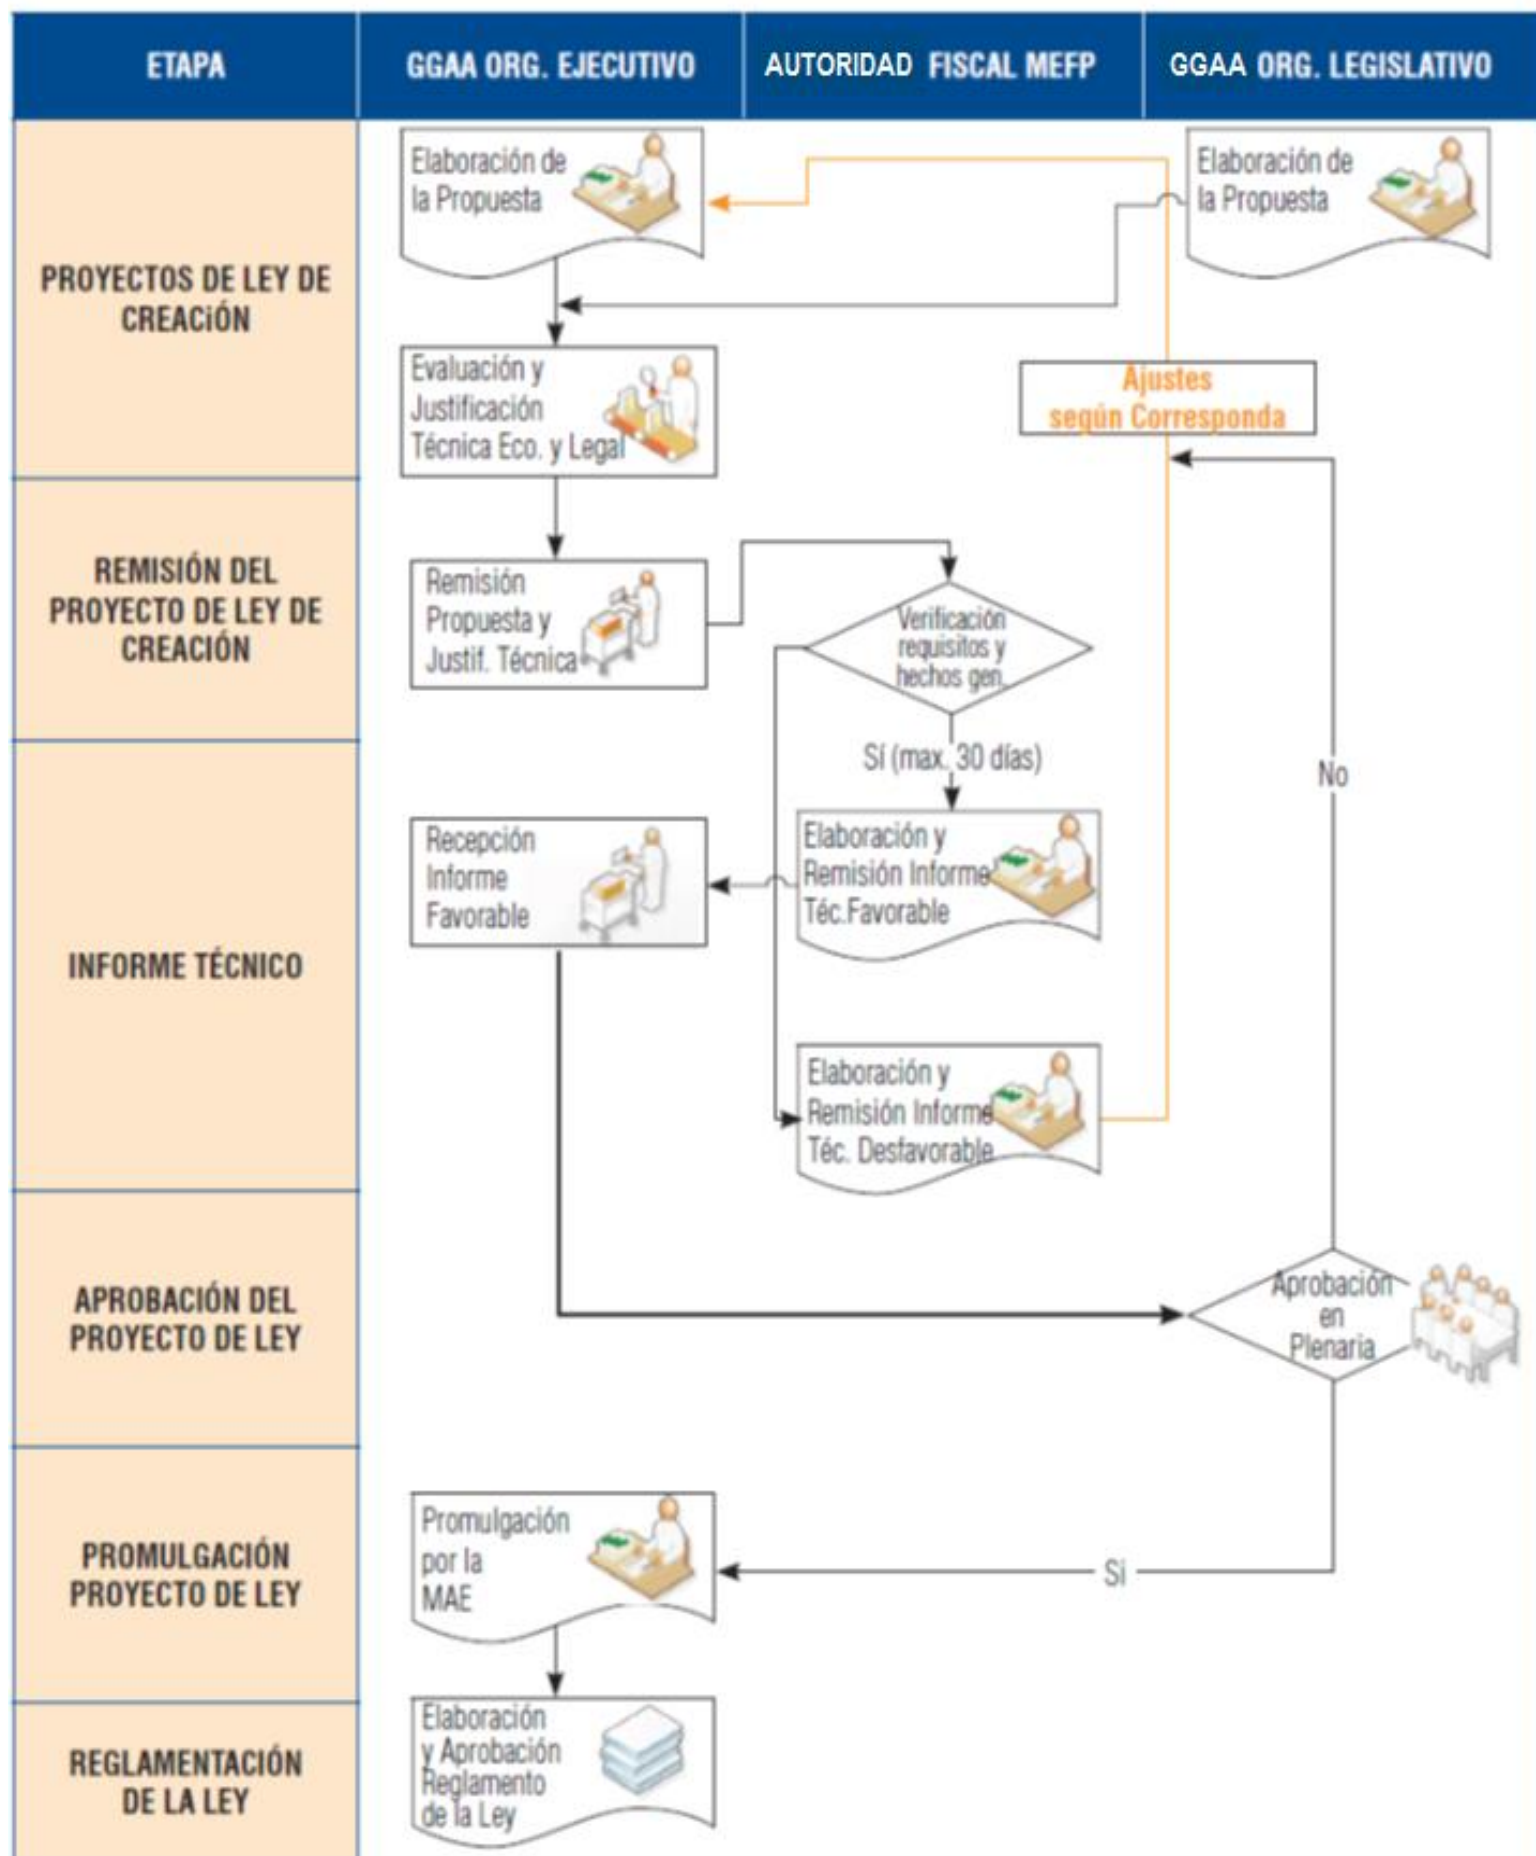 ETAPA
GGAA ORG. EJECUTIVO
AUTORIDAD FISCAL MEFP
GGAA ORG. LEGISLATIVO
PROYECTOS DE LEY DE
CREACiÓN
Elaboración de
la Propuesta
Elaboración de
la Propuesta
Evaluación y
Justificación
Técnica Eco. y Legal
Ajustes
según Corresponda
REMISIÓN DEL
PROYECTO DE LEY DE
CREACIÓN
Remisión
Propuesta y
Justif. Técnica
Verificación
requisitos y
hechos gen.
Sí (max. 30 días)
No
INFORME TÉCNICO
Recepción
Informe
Favorable
Elaboración y
Remisión Informe
Téc.Favorable
Elaboración y
Remisión Informe
Téc. Desfavorable
APROBACIÓN DEL
PROYECTO DE LEY
Aprobación
en
Plenaria
PROMULGACIÓN
PROYECTO DE LEY
Promulgación
por la
MAE
Si
REGLAMENTACIÓN
DE LA LEY
Elaboración
y Aprobación
Reglamento
de la Ley